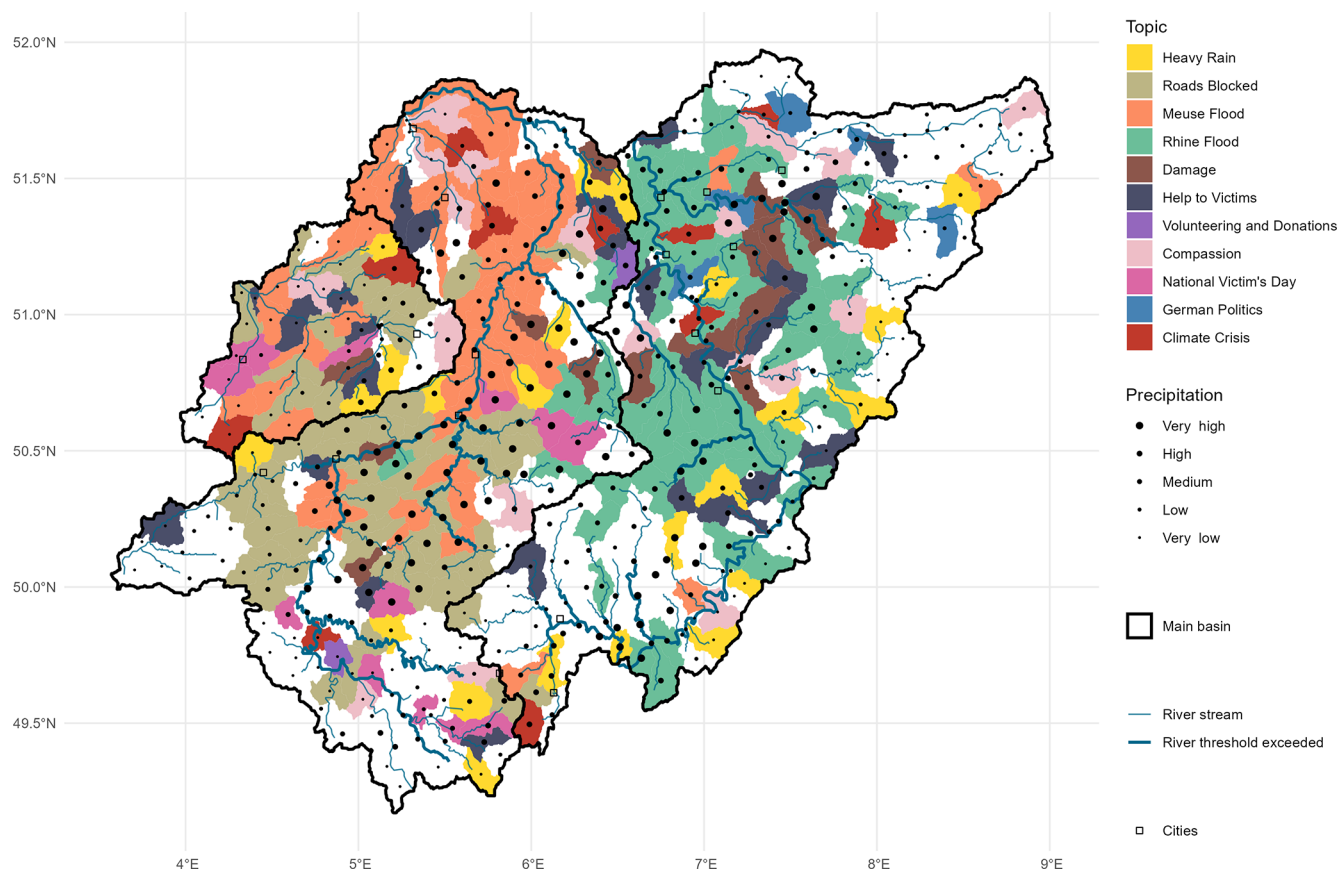 52.0°N
51.5°N
51.0°N
50.5°N
50.0°N
49.5°N
4°E
5°E
6°E
7°E
8°E
9°E
Topic
Heavy Rain
Roads Blocked
Meuse Flood
Rhine Flood
Damage
Help to Victims
Volunteering and Donations
Compassion
National Victim's Day
German Politics
Climate Crisis
Precipitation
Very high
High
Medium
Low
Very low
Main basin
River stream
River threshold exceeded
Cities